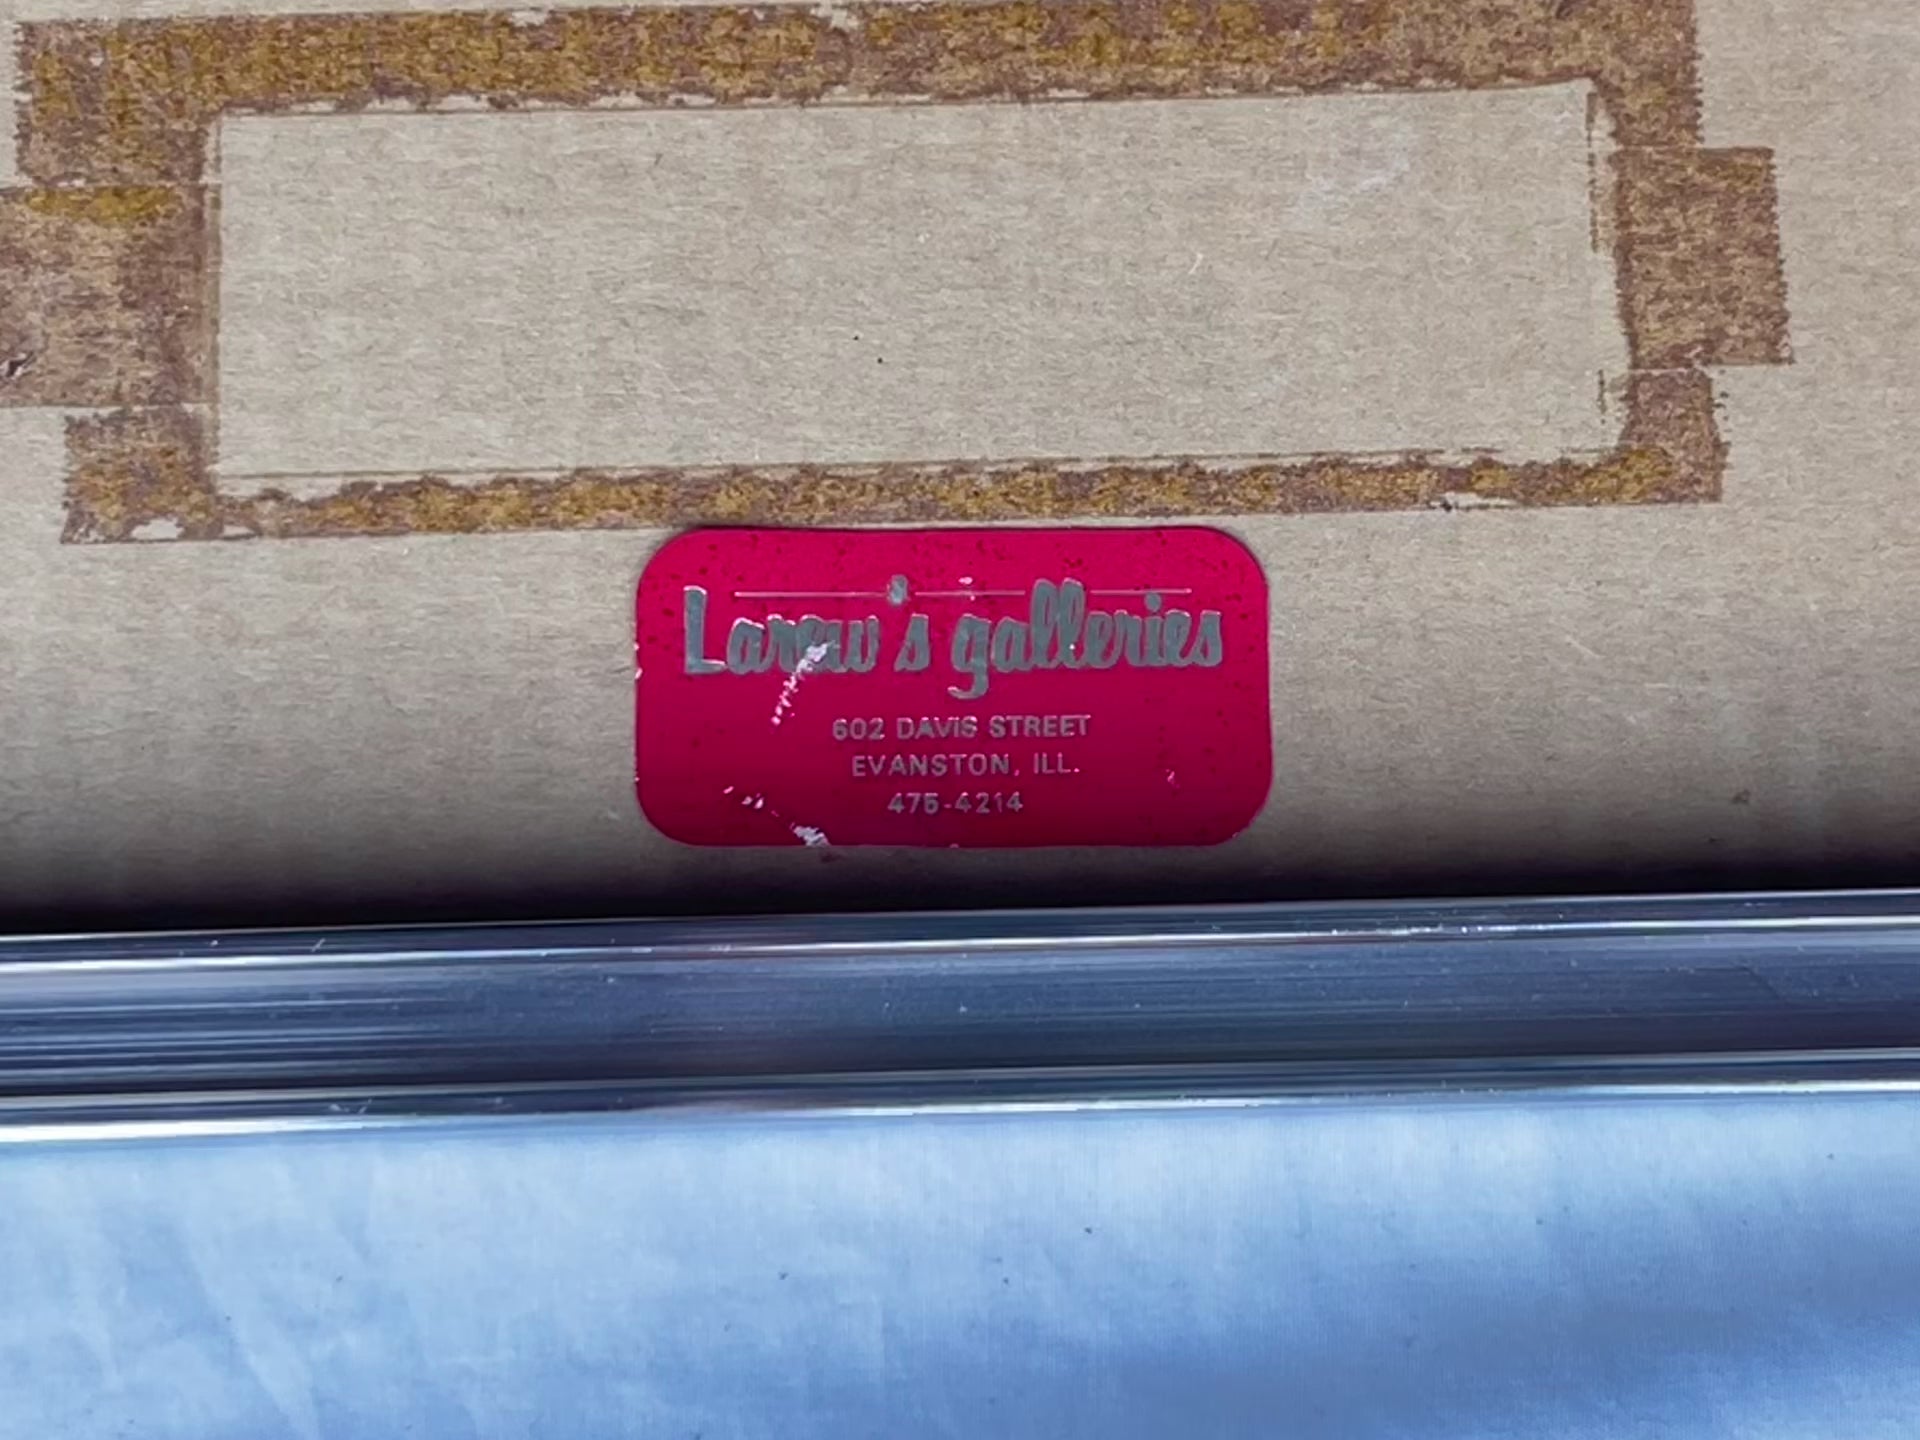 Larew's galleries
602 DAVIS STREET
EVANSTON, ILL.
475-4214